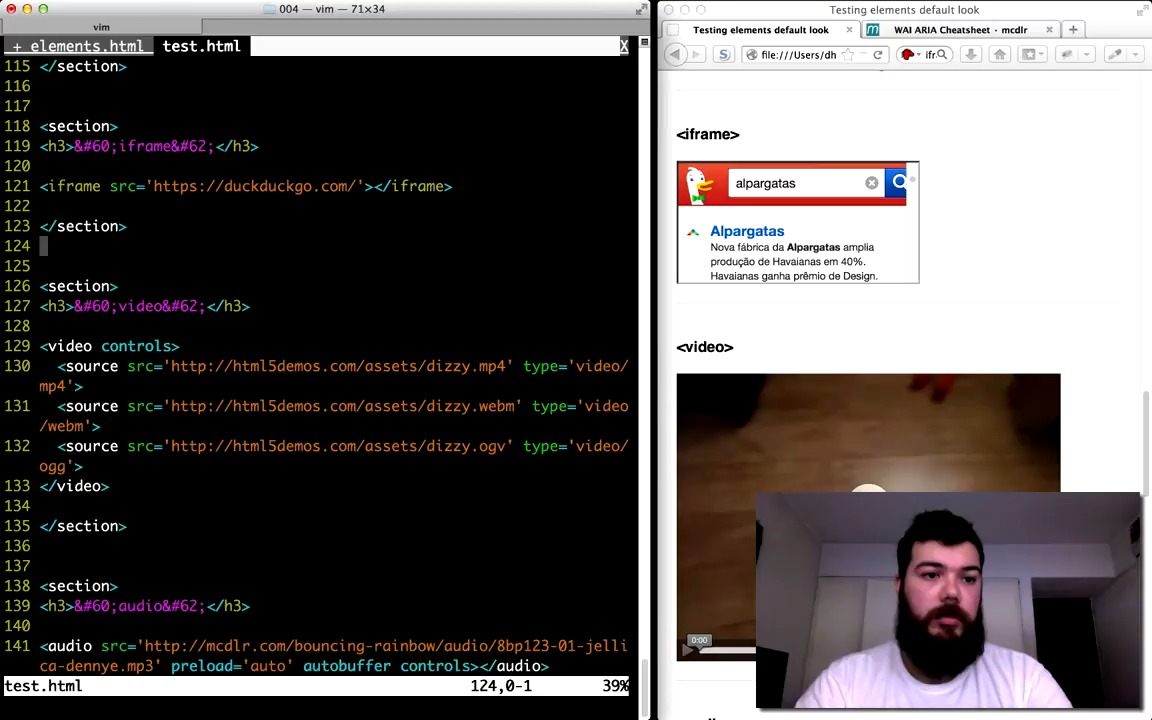 004 — vim — 71×34
vim
+ elements.html test.html X
115 </section>
116
117
118 <section>
119 <h3>&#60;iframe&#62;</h3>
120
121 <iframe src='https://duckduckgo.com/'></iframe>
122
123 </section>
124
125
126 <section>
127 <h3>&#60;video&#62;</h3>
128
129 <video controls>
130   <source src='http://html5demos.com/assets/dizzy.mp4' type='video/
mp4'>
131   <source src='http://html5demos.com/assets/dizzy.webm' type='video
/webm'>
132   <source src='http://html5demos.com/assets/dizzy.ogv' type='video/
ogg'>
133 </video>
134
135 </section>
136
137
138 <section>
139 <h3>&#60;audio&#62;</h3>
140
141 <audio src='http://mcdlr.com/bouncing-rainbow/audio/8bp123-01-jelli
ca-dennye.mp3' preload='auto' autobuffer controls></audio>
test.html 124,0-1 39%
Testing elements default look
Testing elements default look × WAI ARIA Cheatsheet · mcdlr × +
S file:///Users/dh ifr
<iframe>
alpargatas
Alpargatas
Nova fábrica da Alpargatas amplia
produção de Havaianas em 40%.
Havaianas ganha prêmio de Design.
<video>
0:00